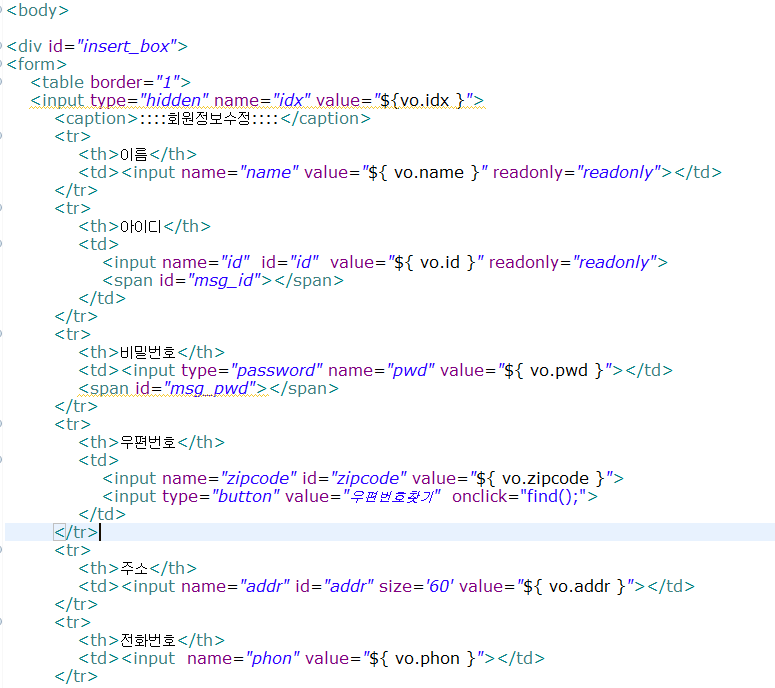 <body>
<div id="insert_box">
<form>
<table border="1">
<input type="hidden" name="idx" value="${vo.idx }">
<caption>::::회원정보수정::::</caption>
<tr>
<th>이름</th>
<td><input name="name" value="${ vo.name }" readonly="readonly"></td>
</tr>
<tr>
<th>아이디</th>
<td>
<input name="id"  id="id"  value="${ vo.id }" readonly="readonly">
<span id="msg_id"></span>
</td>
</tr>
<tr>
<th>비밀번호</th>
<td><input type="password" name="pwd" value="${ vo.pwd }"></td>
<span id="msg_pwd"></span>
</tr>
<tr>
<th>우편번호</th>
<td>
<input name="zipcode" id="zipcode" value="${ vo.zipcode }">
<input type="button" value="우편번호찾기"  onclick="find();">
</td>
</tr>
<tr>
<th>주소</th>
<td><input name="addr" id="addr" size='60' value="${ vo.addr }"></td>
</tr>
<tr>
<th>전화번호</th>
<td><input  name="phon" value="${ vo.phon }"></td>
</tr>